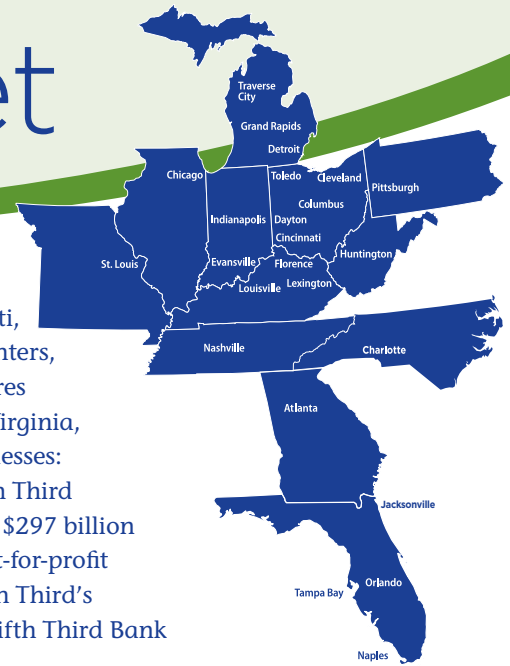 et
Traverse
City
Grand Rapids
Detroit
Chicago
Toledo
Cleveland
Pittsburgh
Columbus
Indianapolis
Dayton
Cincinnati
St. Louis
Evansville
Florence
Huntington
Louisville
Lexington
Nashville
Charlotte
Atlanta
Jacksonville
Tampa Bay
Orlando
Naples
ti,
nters,
res
irginia,
esses:
n Third
$297 billion
t-for-profit
n Third's
ifth Third Bank